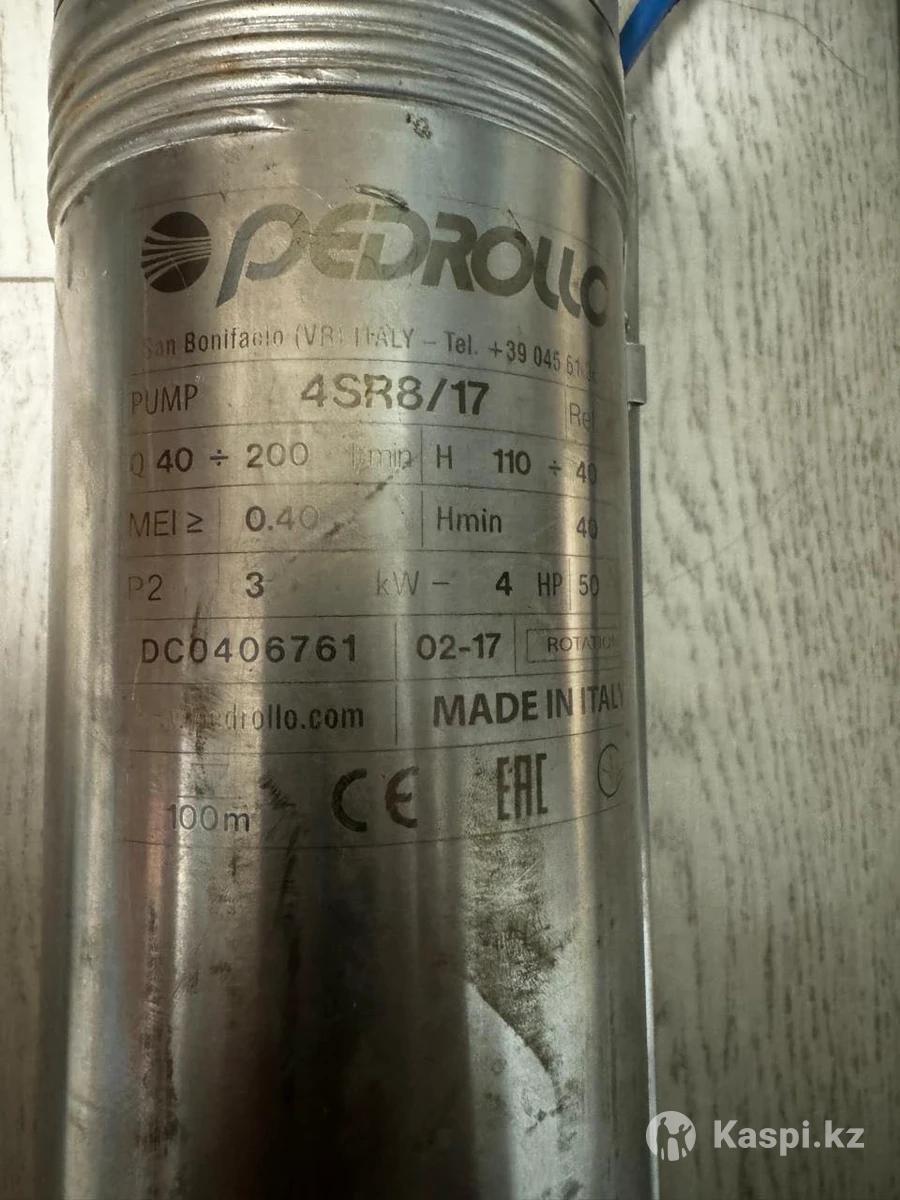 PEDROLLO
San Bonifacio (VR) ITALY - Tel. +39 045 61
PUMP 4SR8/17
Q 40 ÷ 200 l/min H 110 ÷ 40
MEI ≥ 0.40 Hmin 40
P2 3 kW - 4 HP 50
DC0406761 02-17 ROTATION
pedrollo.com MADE IN ITALY
100m CE EAC
Kaspi.kz